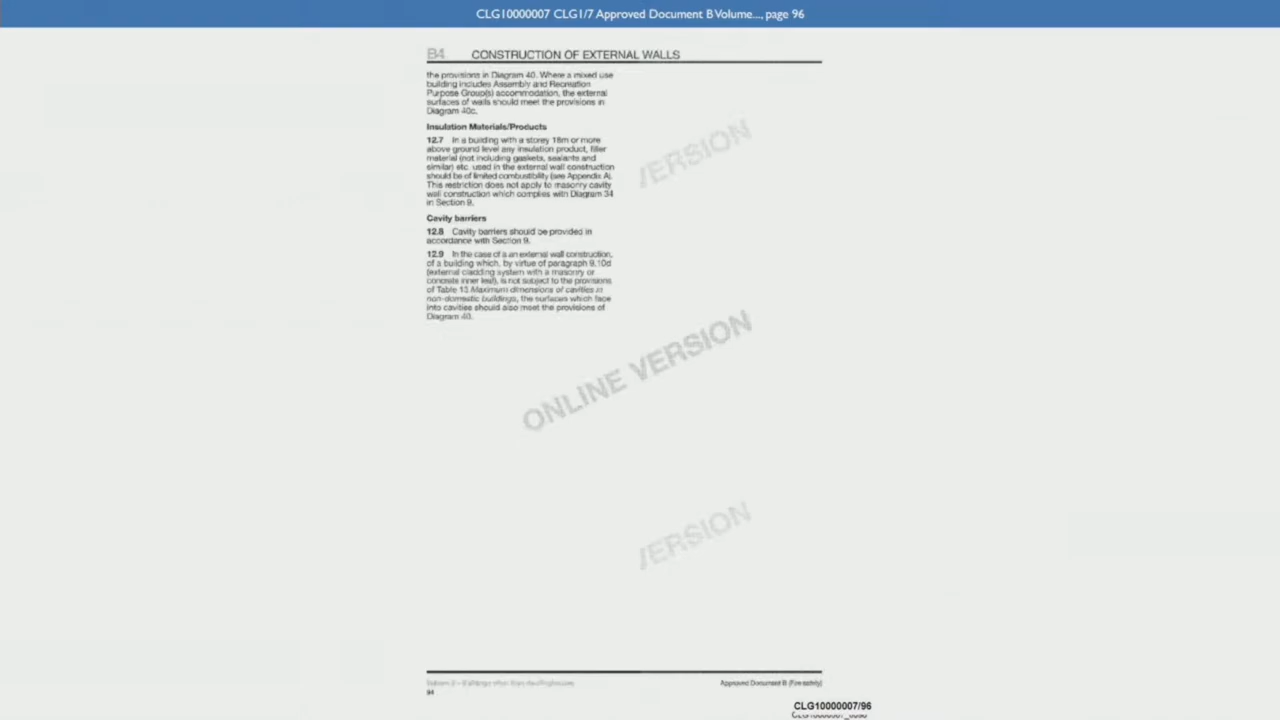 CLG10000007 CLG1/7 Approved Document B Volume..., page 96
B4 CONSTRUCTION OF EXTERNAL WALLS
the provisions in Diagram 40. Where a mixed use
building includes Assembly and Recreation
Purpose Group(s) accommodation, the external
surfaces of walls should meet the provisions in
Diagram 40c.
Insulation Materials/Products
12.7 In a building with a storey 18m or more
above ground level any insulation product, filler
material (not including gaskets, sealants and
similar) etc. used in the external wall construction
should be of limited combustibility (see Appendix A).
This restriction does not apply to masonry cavity
wall construction which complies with Diagram 34
in Section 9.
Cavity barriers
12.8 Cavity barriers should be provided in
accordance with Section 9.
12.9 In the case of a an external wall construction,
of a building which, by virtue of paragraph 9.10d
(external cladding system with a masonry or
concrete inner leaf), is not subject to the provisions
of Table 13 Maximum dimensions of cavities in
non-domestic buildings, the surfaces which face
into cavities should also meet the provisions of
Diagram 40.
VERSION
ONLINE VERSION
VERSION
Approved Document B (Fire safety)
94
CLG10000007/96